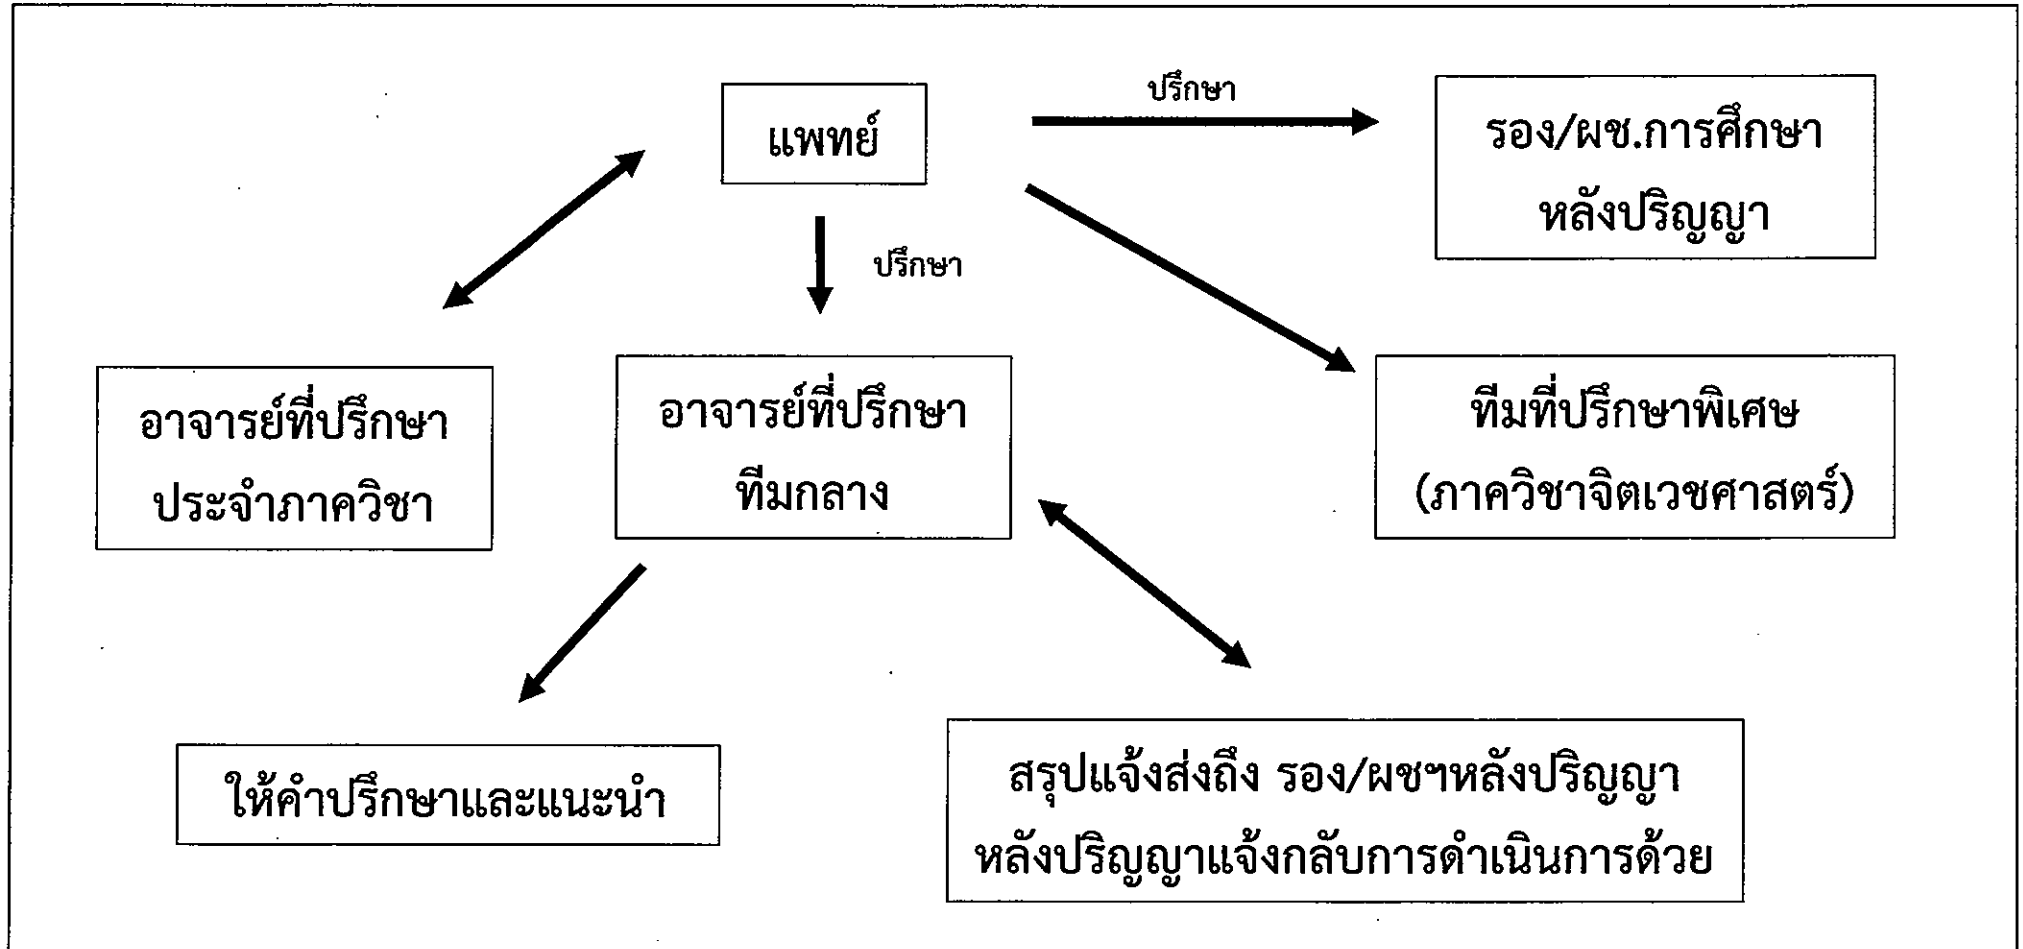 แพทย์
ปรึกษา
รอง/ผช.การศึกษา
หลังปริญญา
ปรึกษา
อาจารย์ที่ปรึกษา
ประจำภาควิชา
อาจารย์ที่ปรึกษา
ทีมกลาง
ทีมที่ปรึกษาพิเศษ
(ภาควิชาจิตเวชศาสตร์)
ให้คำปรึกษาและแนะนำ
สรุปแจ้งส่งถึง รอง/ผชฯหลังปริญญา
หลังปริญญาแจ้งกลับการดำเนินการด้วย